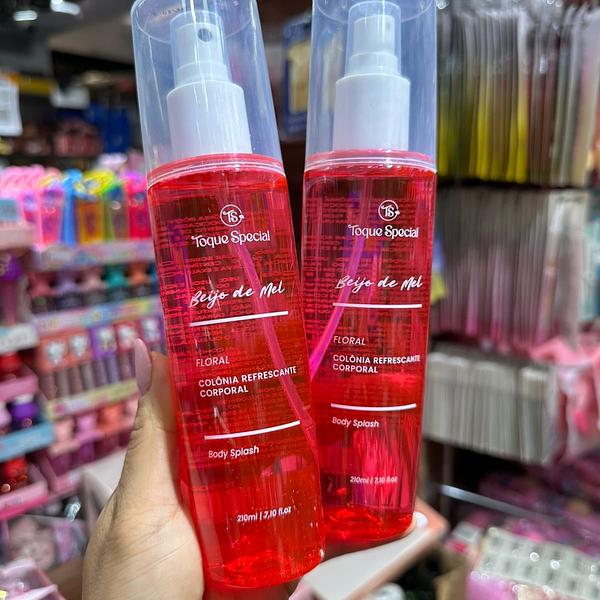 TS
Toque Special
Beijo de Mel
FLORAL
COLÔNIA REFRESCANTE
CORPORAL
Body Splash
210ml | 7,10 fl.oz
TS
Toque Special
Beijo de Mel
FLORAL
COLÔNIA REFRESCANTE
CORPORAL
Body Splash
210ml | 7,10 fl.oz